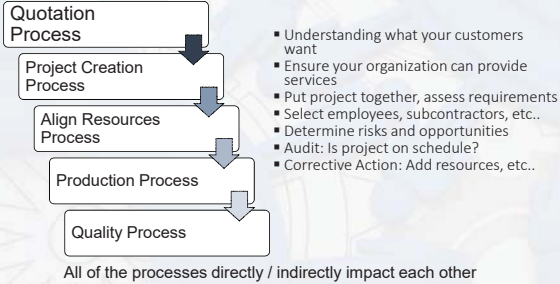 Quotation
Process
Project Creation
Process
Align Resources
Process
Production Process
Quality Process
▪ Understanding what your customers
want
▪ Ensure your organization can provide
services
▪ Put project together, assess requirements
▪ Select employees, subcontractors, etc..
▪ Determine risks and opportunities
▪ Audit: Is project on schedule?
▪ Corrective Action: Add resources, etc..
All of the processes directly / indirectly impact each other